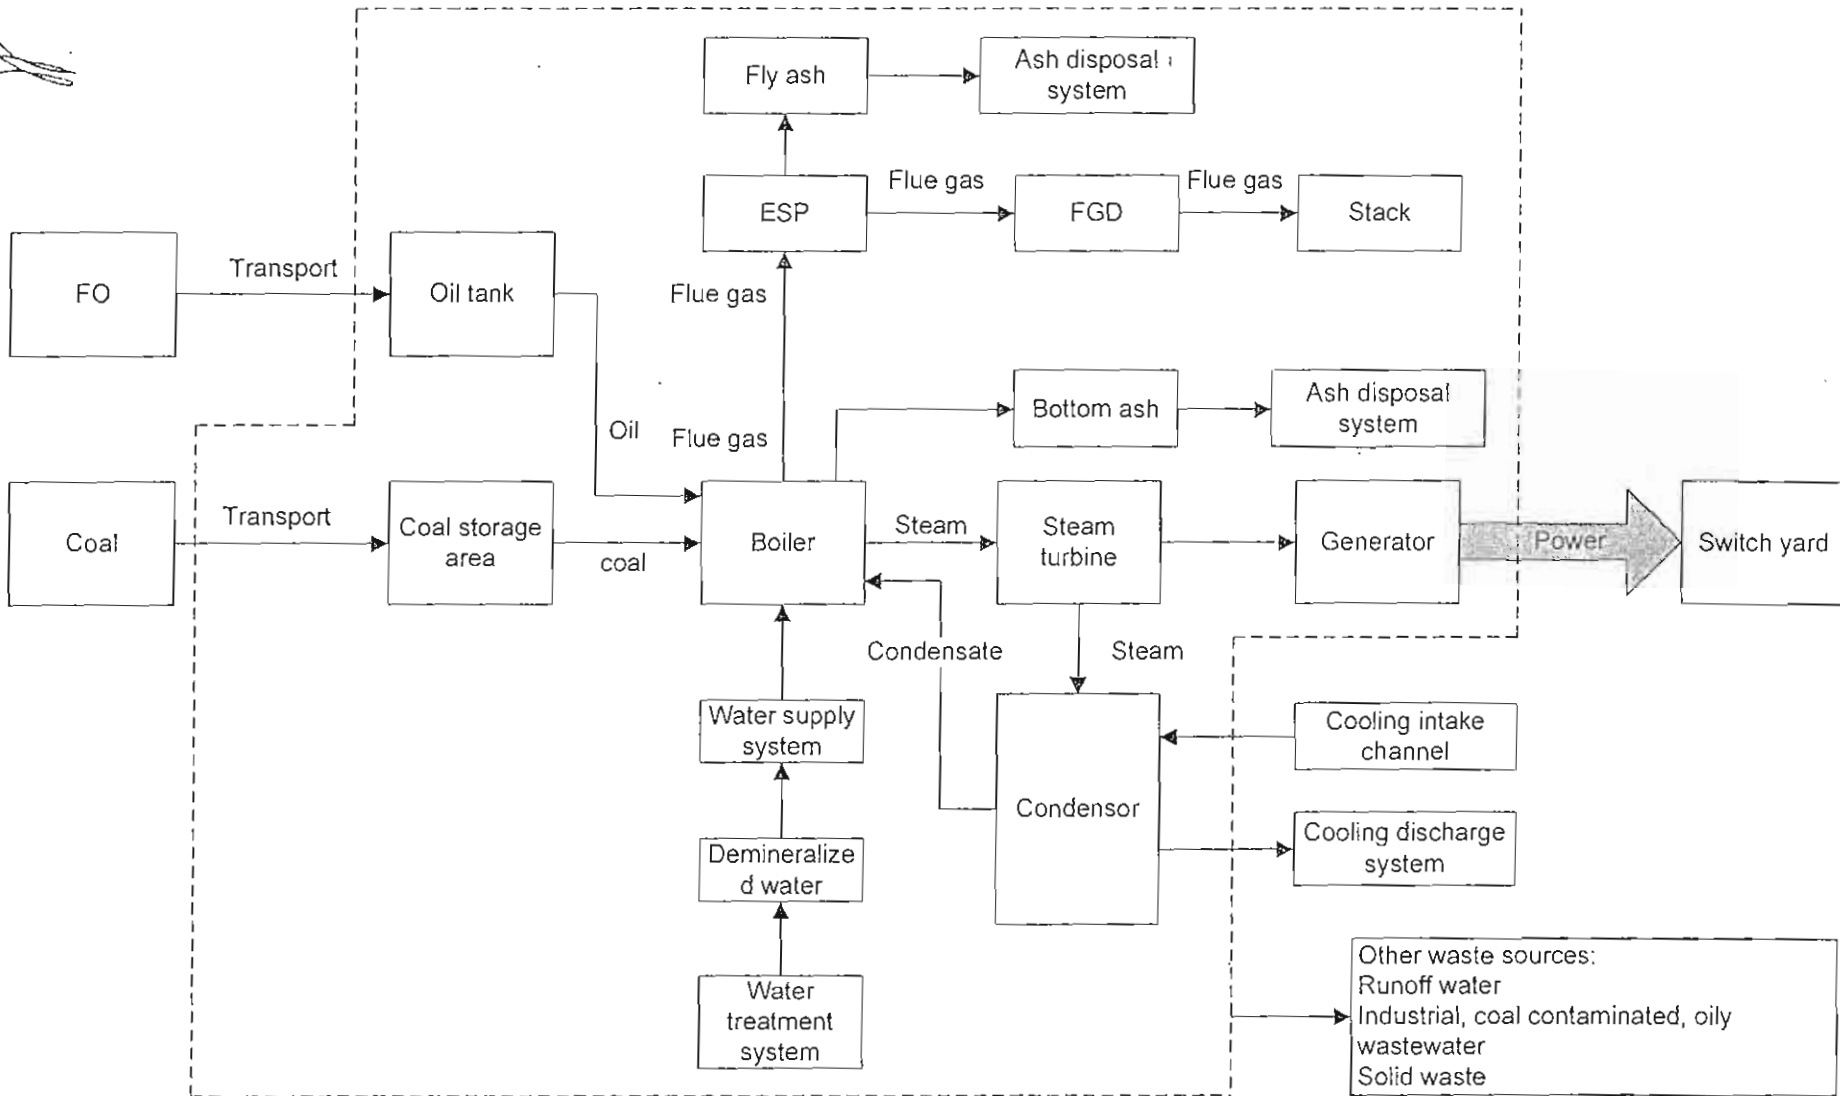 Fly ash
Ash disposal
system
ESP
Flue gas
FGD
Flue gas
Stack
FO
Transport
Oil tank
Flue gas
Oil
Flue gas
Bottom ash
Ash disposal
system
Coal
Transport
Coal storage
area
coal
Boiler
Steam
Steam
turbine
Generator
Power
Switch yard
Condensate
Steam
Water supply
system
Cooling intake
channel
Condensor
Cooling discharge
system
Demineralize
d water
Water
treatment
system
Other waste sources:
Runoff water
Industrial, coal contaminated, oily
wastewater
Solid waste